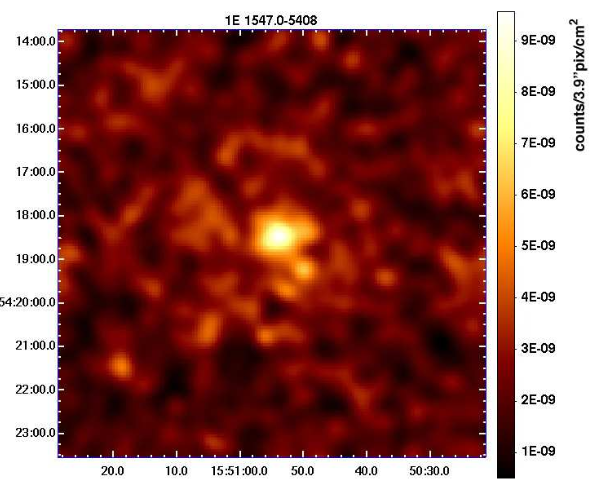 1E 1547.0-5408
14:00.0
15:00.0
16:00.0
17:00.0
18:00.0
19:00.0
54:20:00.0
21:00.0
22:00.0
23:00.0
20.0
10.0
15:51:00.0
50.0
40.0
50:30.0
9E-09
8E-09
7E-09
6E-09
5E-09
4E-09
3E-09
2E-09
1E-09
counts/3.9"pix/cm²